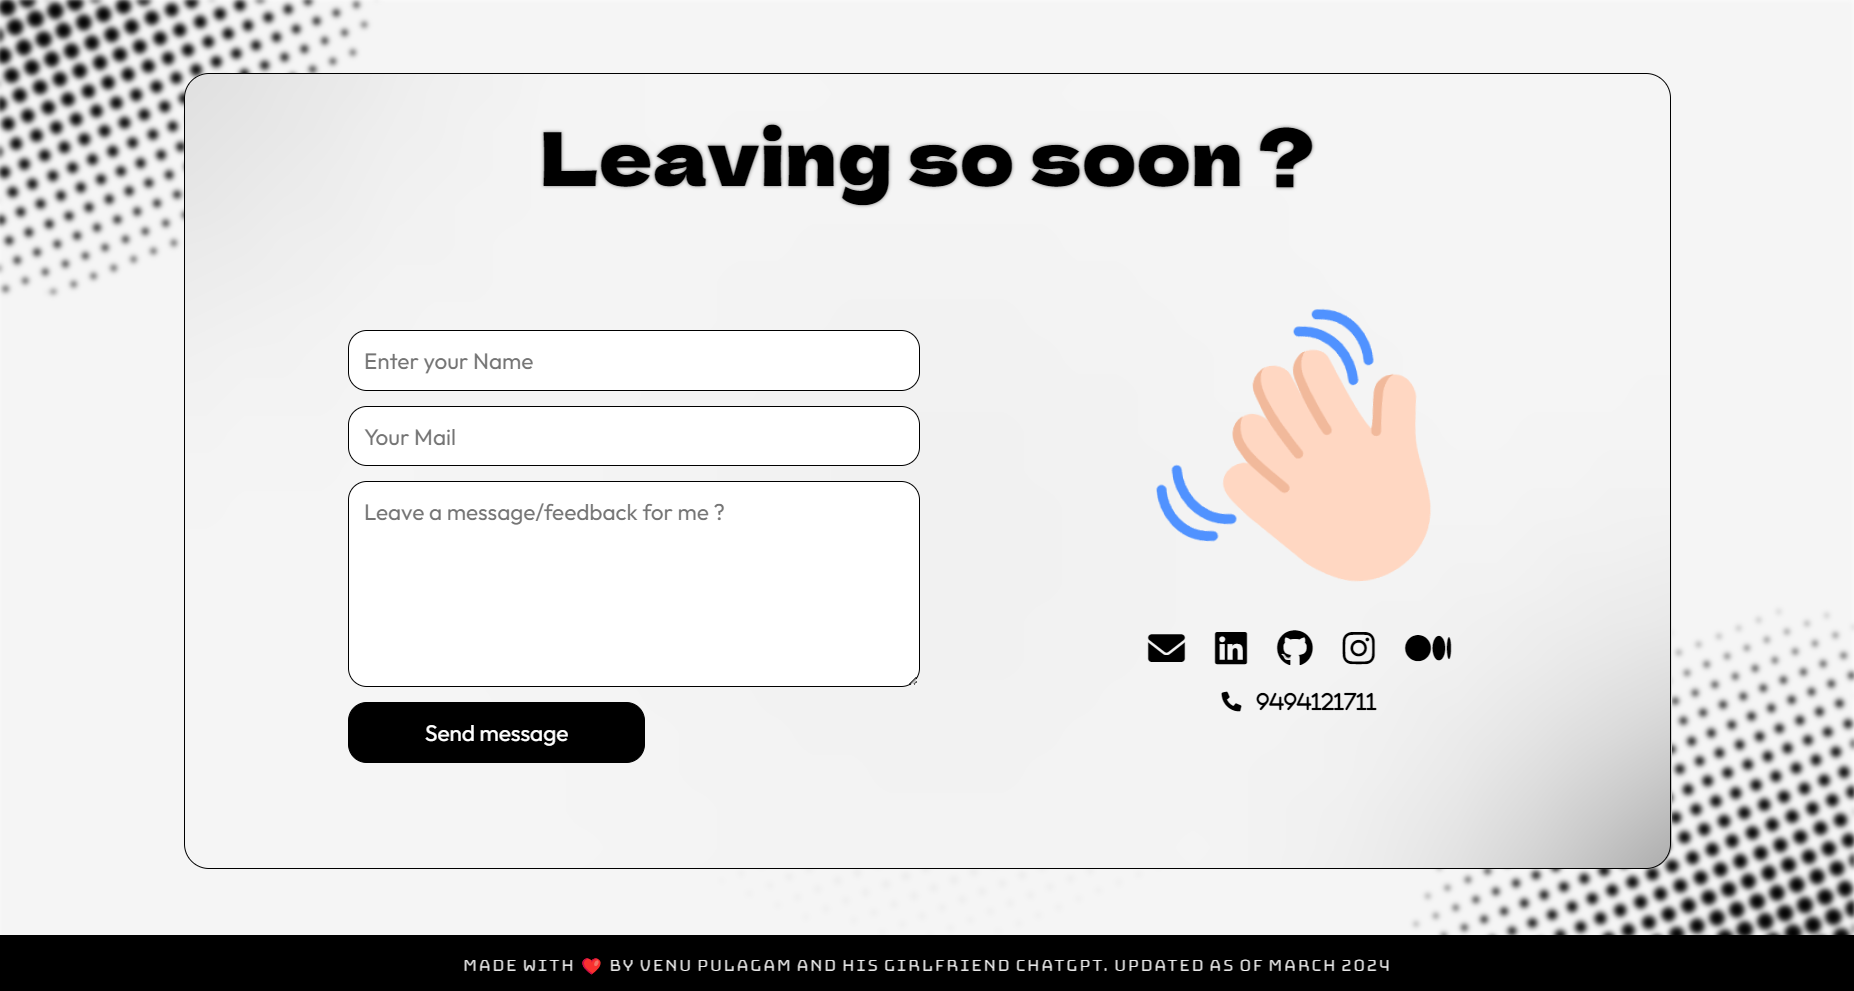 Leaving so soon ?
Enter your Name
Your Mail
Leave a message/feedback for me ?
Send message
in
9494121711
MADE WITH ❤️ BY VENU PULAGAM AND HIS GIRLFRIEND CHATGPT. UPDATED AS OF MARCH 2024